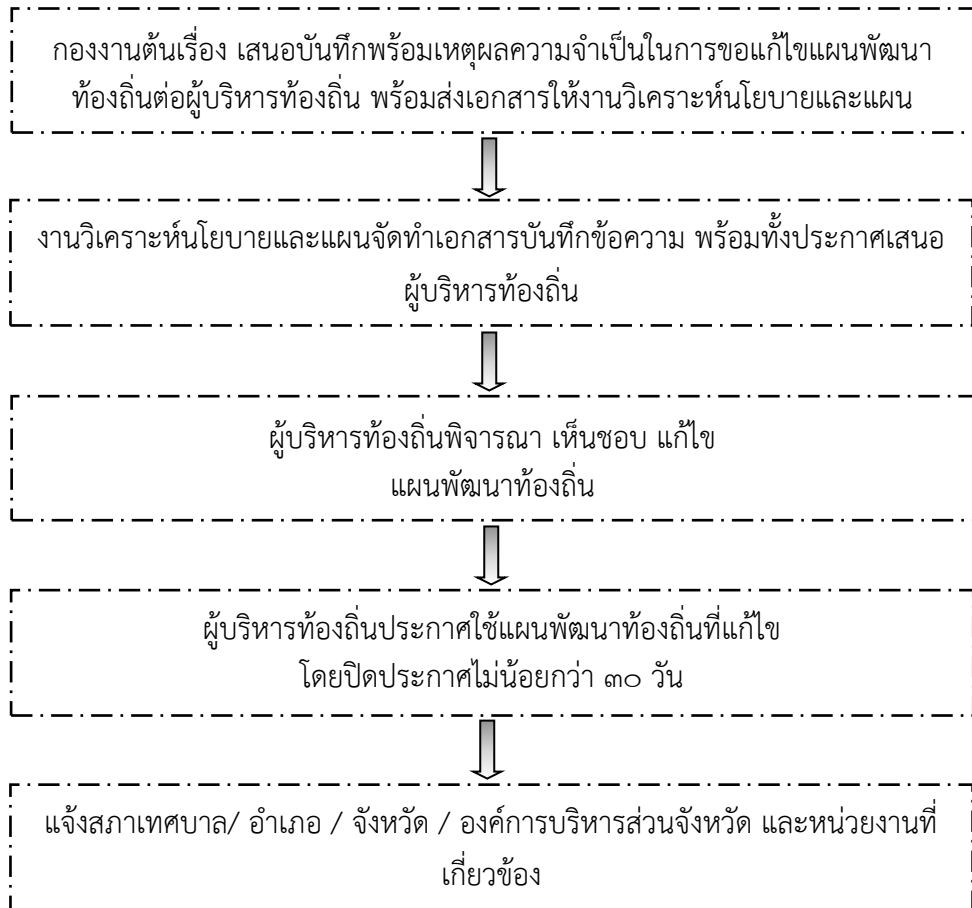 กองงานต้นเรื่อง เสนอบันทึกพร้อมเหตุผลความจำเป็นในการขอแก้ไขแผนพัฒนา
ท้องถิ่นต่อผู้บริหารท้องถิ่น พร้อมส่งเอกสารให้งานวิเคราะห์นโยบายและแผน
งานวิเคราะห์นโยบายและแผนจัดทำเอกสารบันทึกข้อความ พร้อมทั้งประกาศเสนอ
ผู้บริหารท้องถิ่น
ผู้บริหารท้องถิ่นพิจารณา เห็นชอบ แก้ไข
แผนพัฒนาท้องถิ่น
ผู้บริหารท้องถิ่นประกาศใช้แผนพัฒนาท้องถิ่นที่แก้ไข
โดยปิดประกาศไม่น้อยกว่า ๓๐ วัน
แจ้งสภาเทศบาล/ อำเภอ / จังหวัด / องค์การบริหารส่วนจังหวัด และหน่วยงานที่
เกี่ยวข้อง